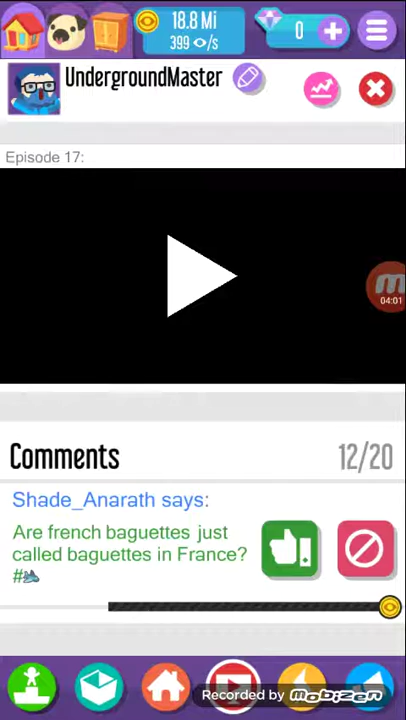 18.8 Mi
399 /s
0
UndergroundMaster
Episode 17:
04:01
Comments
12/20
Shade_Anarath says:
Are french baguettes just
called baguettes in France?
#
Recorded by mobizen